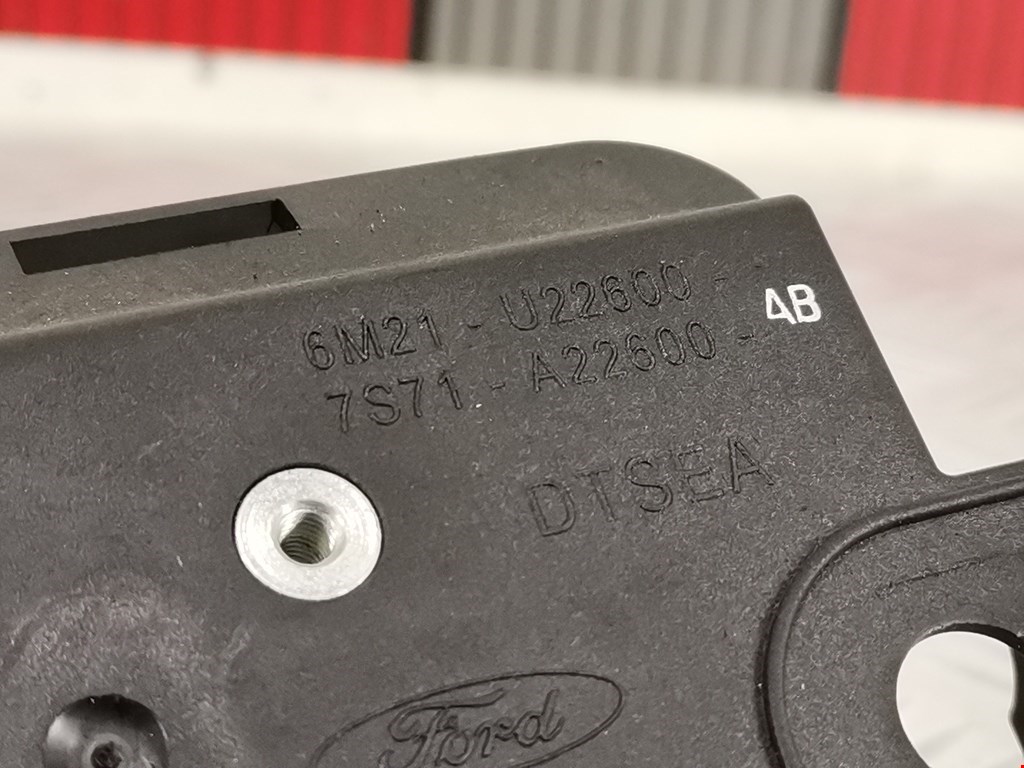 6M21 - U22600 -
7S71 - A22600 -
4B
DTSEA
Ford